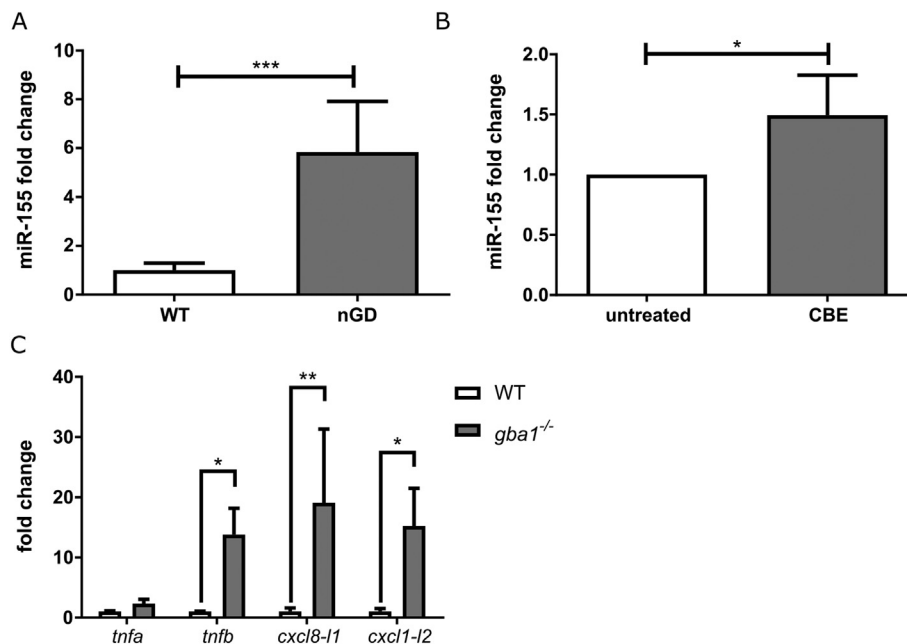 A
miR-155 fold change
10
8
6
4
2
0
***
WT
nGD
B
miR-155 fold change
2.0
1.5
1.0
0.5
0.0
*
untreated
CBE
C
fold change
40
30
20
10
0
*
**
*
tnfa
tnfb
cxcl8-l1
cxcl1-l2
WT
gba1-/-